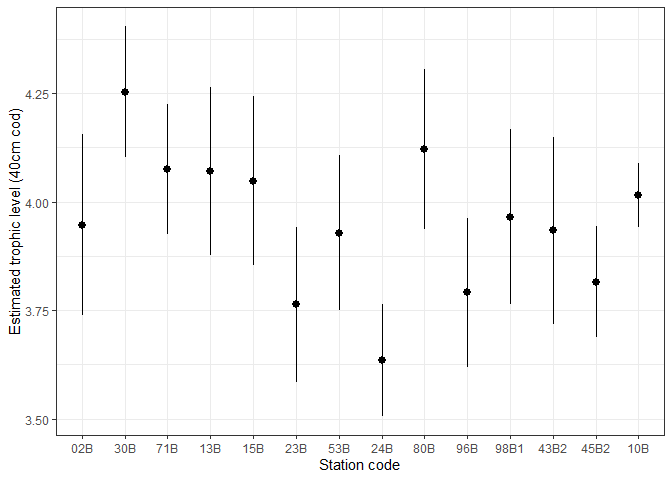 Estimated trophic level (40cm cod)
4.25
4.00
3.75
3.50
02B 30B 71B 13B 15B 23B 53B 24B 80B 96B 98B1 43B2 45B2 10B
Station code